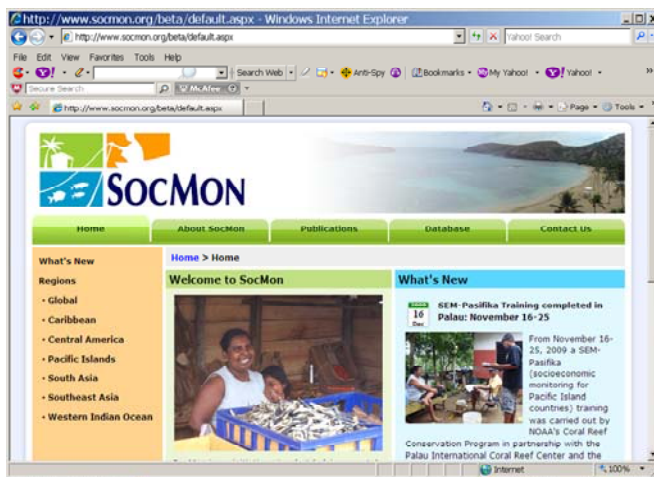 http://www.socmon.org/beta/default.aspx - Windows Internet Explorer
http://www.socmon.org/beta/default.aspx
Yahoo! Search
File Edit View Favorites Tools Help
Search Web
Anti-Spy
Bookmarks
My Yahoo!
Yahoo!
Secure Search
McAfee
http://www.socmon.org/beta/default.aspx
Page
Tools
SOCMON
Home
About SocMon
Publications
Database
Contact Us
What's New
Regions
· Global
· Caribbean
· Central America
· Pacific Islands
· South Asia
· Southeast Asia
· Western Indian Ocean
Home > Home
Welcome to SocMon
What's New
16
Dec
SEM-Pasifika Training completed in
Palau: November 16-25
From November 16-
25, 2009 a SEM-
Pasifika
(socioeconomic
monitoring for
Pacific Island
countries) training
was carried out by
NOAA's Coral Reef
Conservation Program in partnership with the
Palau International Coral Reef Center and the
Internet
100%